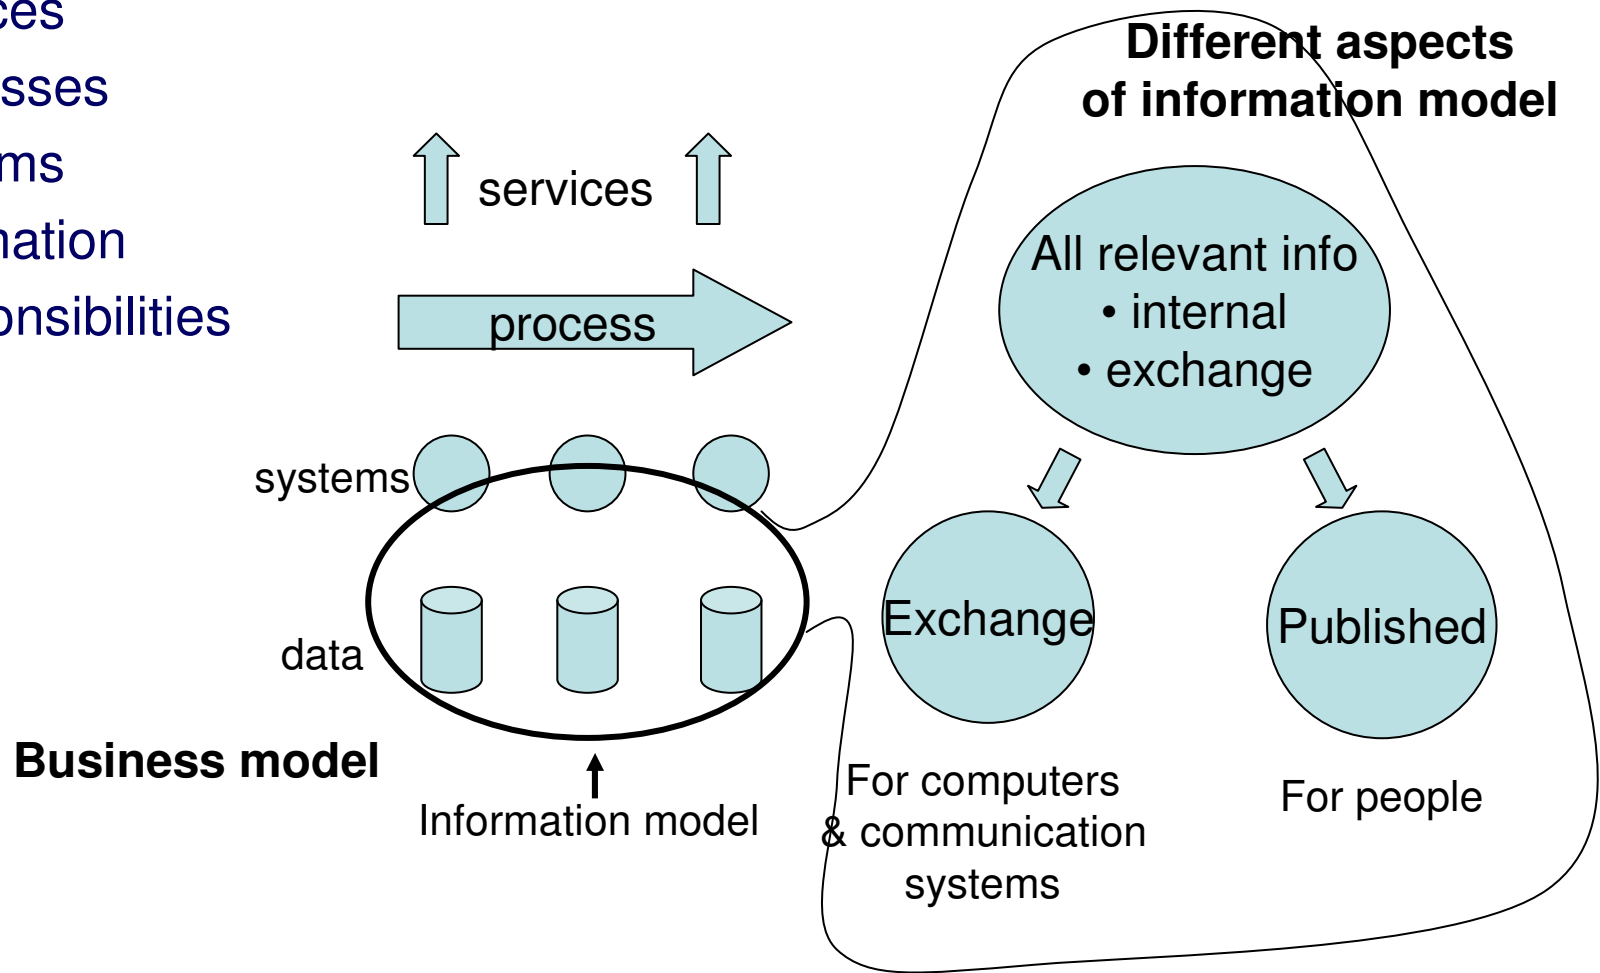 ces
sses
ms
nation
onsibilities
Different aspects
of information model
services
process
systems
data
Business model
Information model
All relevant info
• internal
• exchange
Exchange
Published
For computers
& communication
systems
For people